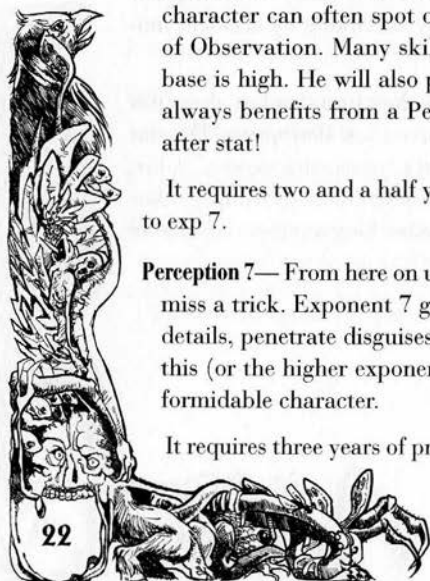 character can often spot o
of Observation. Many skil
base is high. He will also p
always benefits from a Pe
after stat!
It requires two and a half y
to exp 7.
Perception 7— From here on u
miss a trick. Exponent 7 g
details, penetrate disguises
this (or the higher exponen
formidable character.
It requires three years of pr
22